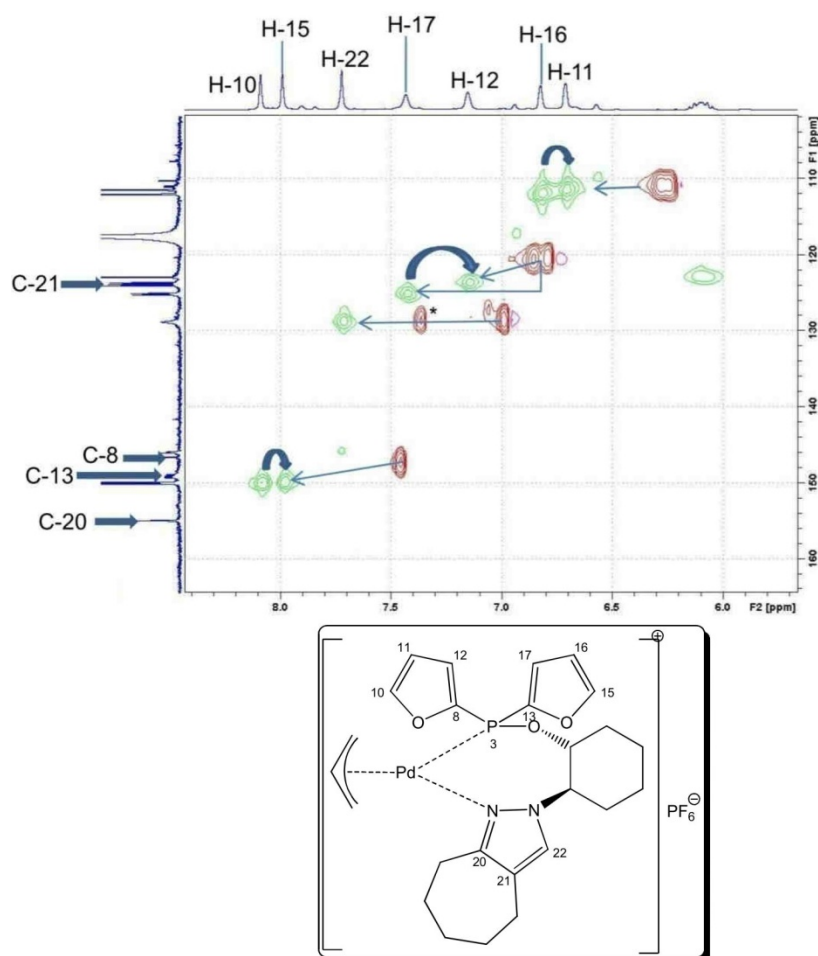 H-10 H-15 H-22 H-17 H-12 H-16 H-11
F1 [ppm]
110
120
C-21
130
140
C-8
C-13
150
C-20
160
*
8.0 7.5 7.0 6.5 6.0 F2 [ppm]
11 12 17 16
10 15
O 8 P 13 O O
3
Pd
N N
PF6⊖
⊕
20 22
21